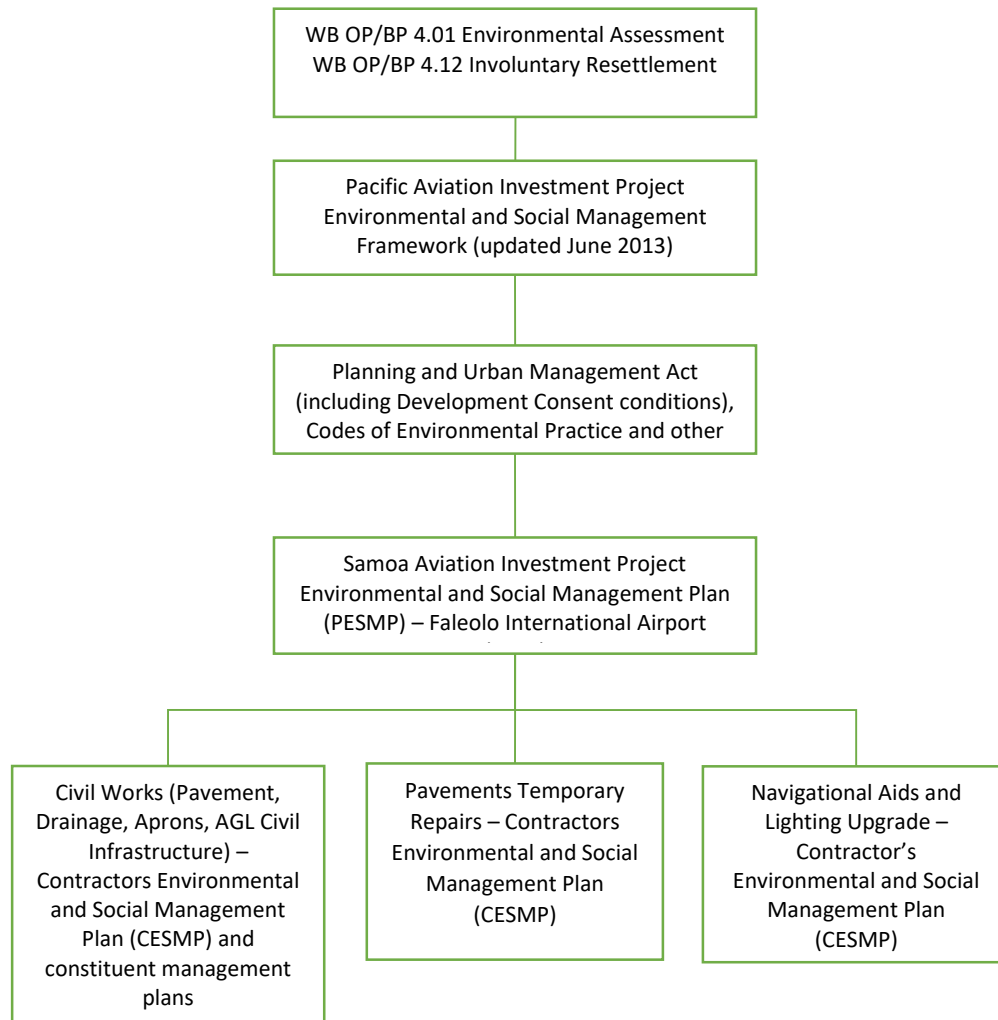 WB OP/BP 4.01 Environmental Assessment
WB OP/BP 4.12 Involuntary Resettlement
Pacific Aviation Investment Project
Environmental and Social Management
Framework (updated June 2013)
Planning and Urban Management Act
(including Development Consent conditions),
Codes of Environmental Practice and other
Samoa Aviation Investment Project
Environmental and Social Management Plan
(PESMP) – Faleolo International Airport
Civil Works (Pavement,
Drainage, Aprons, AGL Civil
Infrastructure) –
Contractors Environmental
and Social Management
Plan (CESMP) and
constituent management
plans
Pavements Temporary
Repairs – Contractors
Environmental and Social
Management Plan
(CESMP)
Navigational Aids and
Lighting Upgrade –
Contractor’s
Environmental and Social
Management Plan
(CESMP)